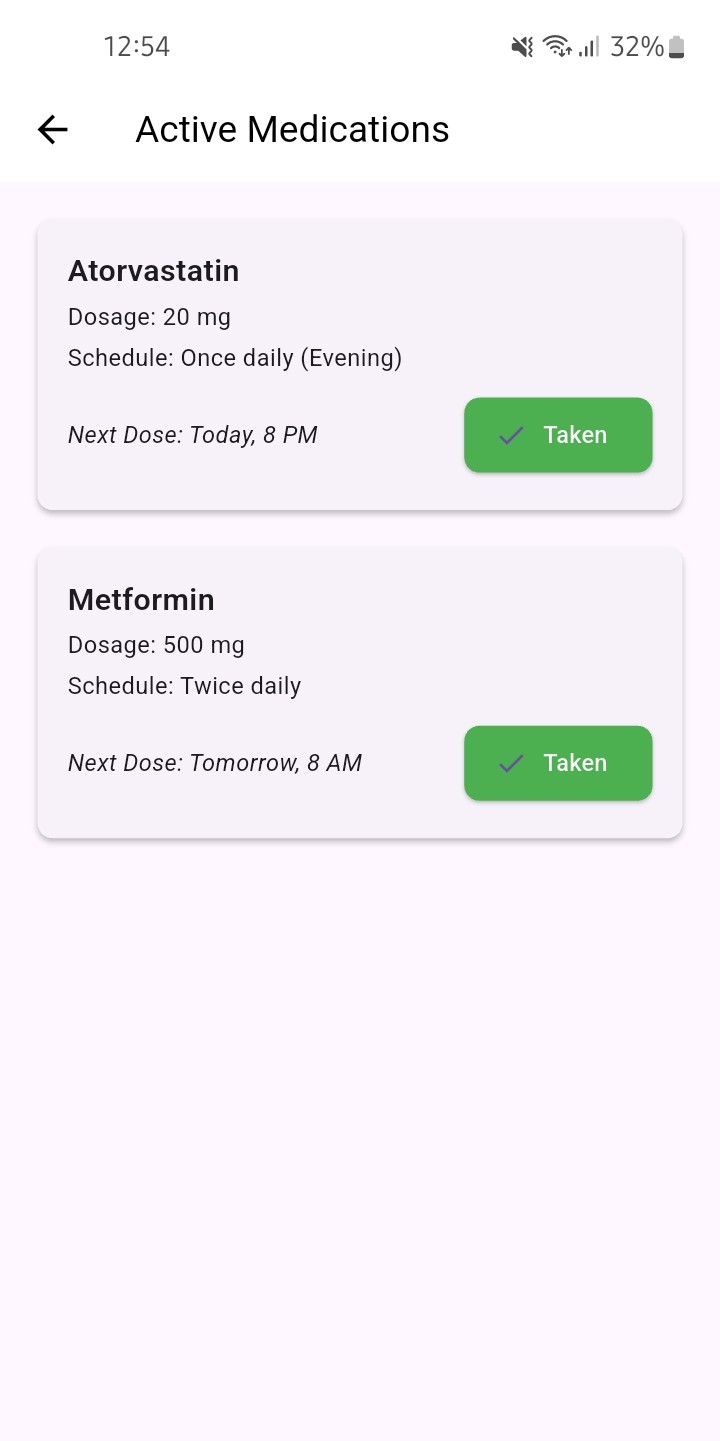 12:54
32%
Active Medications
Atorvastatin
Dosage: 20 mg
Schedule: Once daily (Evening)
Next Dose: Today, 8 PM
Taken
Metformin
Dosage: 500 mg
Schedule: Twice daily
Next Dose: Tomorrow, 8 AM
Taken